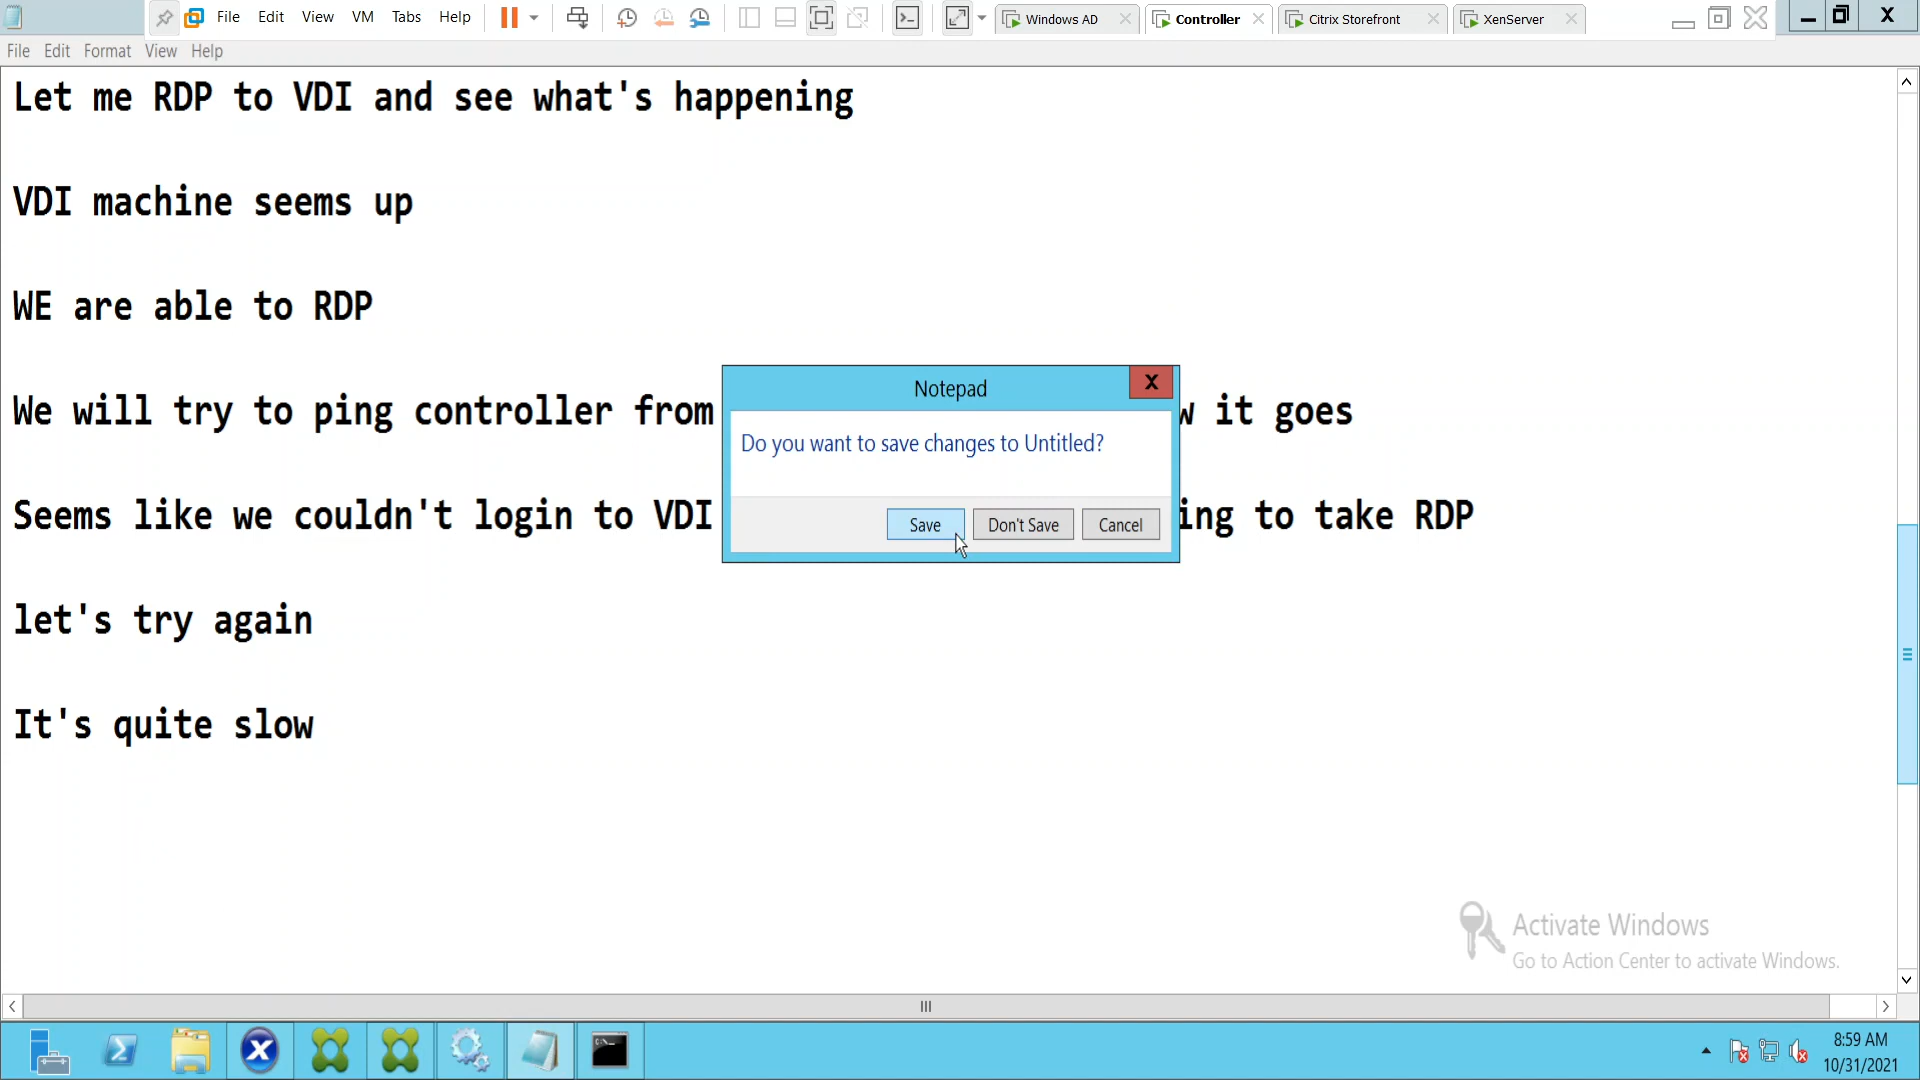 File Edit View VM Tabs Help Windows AD Controller Citrix Storefront XenServer X
File Edit Format View Help
Let me RDP to VDI and see what's happening
VDI machine seems up
WE are able to RDP
We will try to ping controller from w it goes
Seems like we couldn't login to VDI ing to take RDP
let's try again
It's quite slow
Notepad X
Do you want to save changes to Untitled?
Save Don't Save Cancel
Activate Windows
Go to Action Center to activate Windows.
8:59 AM
10/31/2021